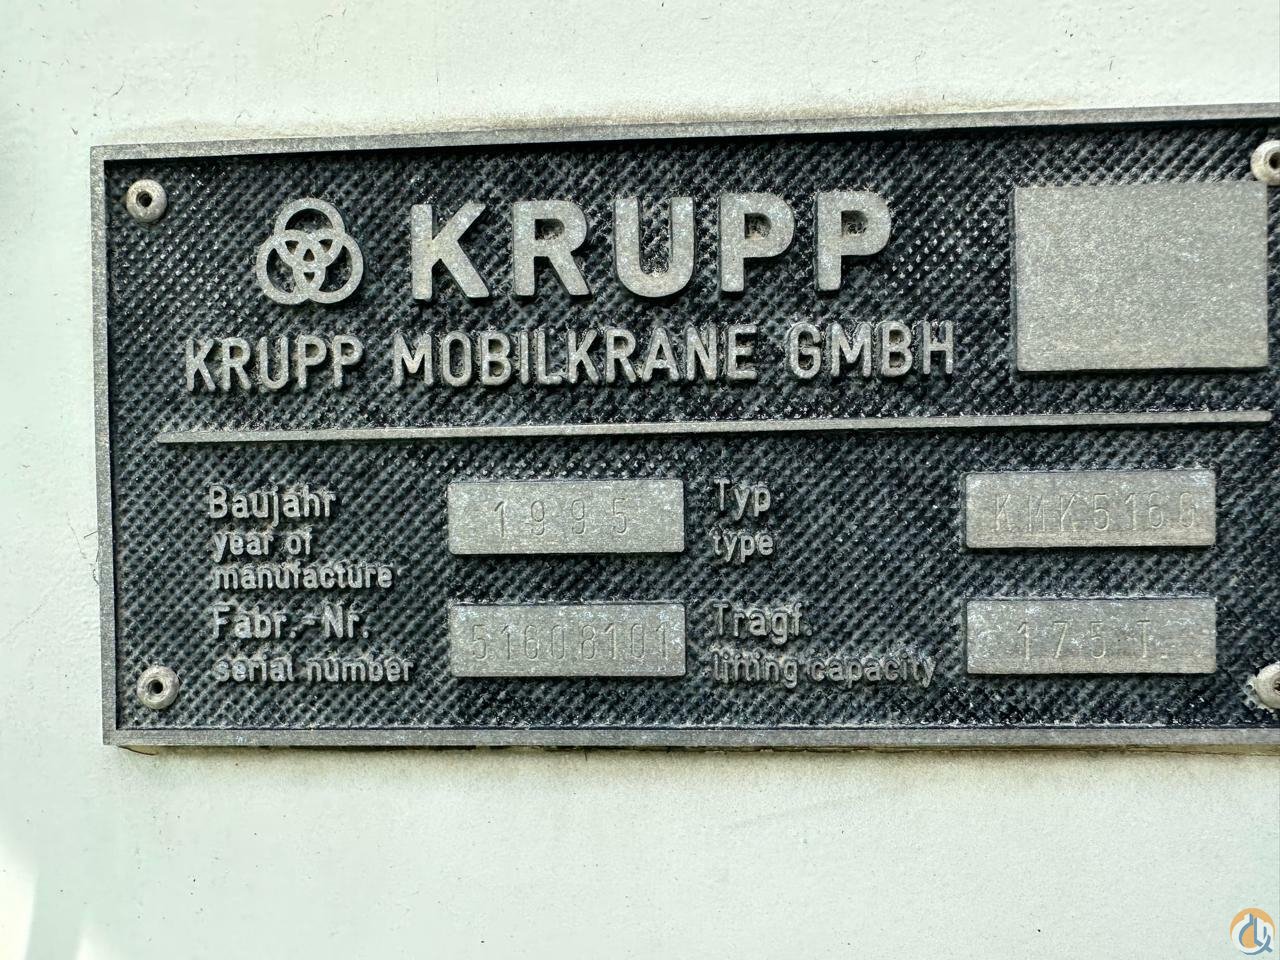 KRUPP
KRUPP MOBILKRANE GMBH
Baujahr
year of
manufacture
1995
Typ
type
KMK5160
Fabr.-Nr.
serial number
51608101
Tragf.
lifting capacity
175 T.